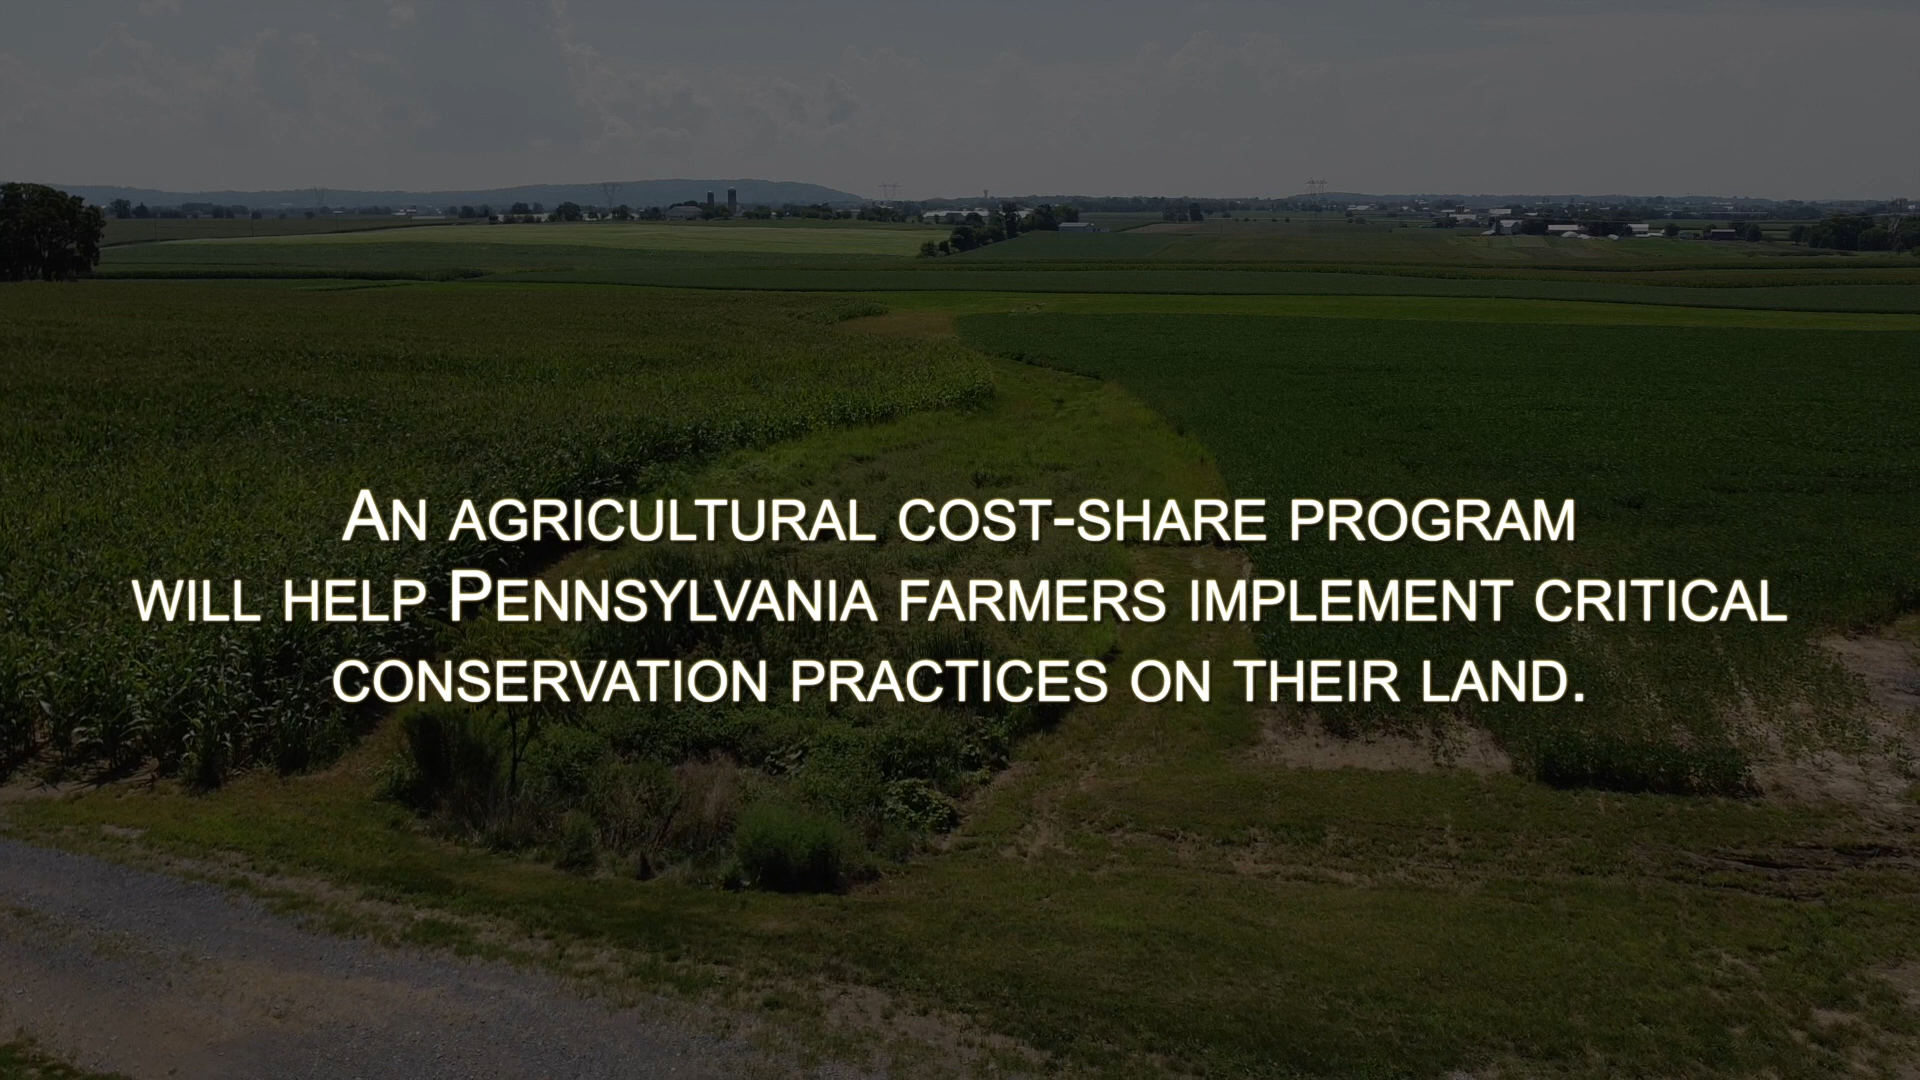 An agricultural cost-share program
will help Pennsylvania farmers implement critical
conservation practices on their land.